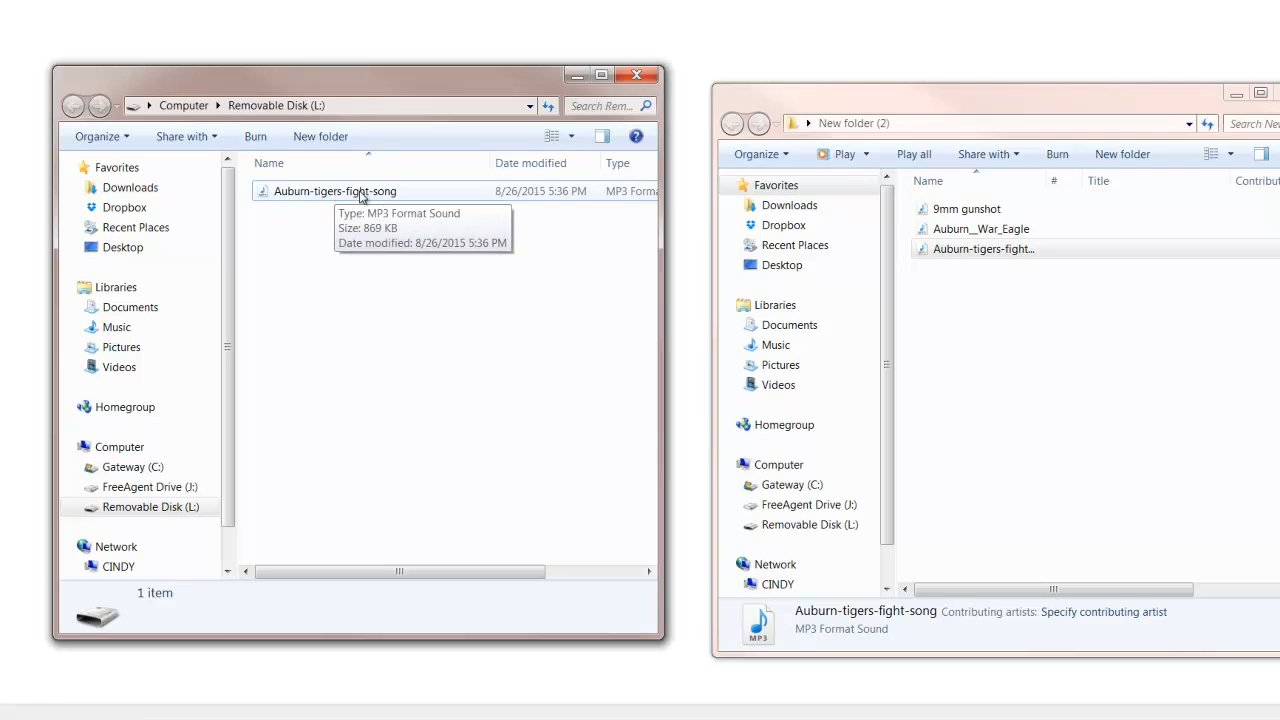 Computer Removable Disk (L:) Search Rem...
Organize Share with Burn New folder
Name Date modified Type
Favorites
Downloads
Dropbox
Recent Places
Desktop
Libraries
Documents
Music
Pictures
Videos
Homegroup
Computer
Gateway (C:)
FreeAgent Drive (J:)
Removable Disk (L:)
Network
CINDY
Auburn-tigers-fight-song 8/26/2015 5:36 PM MP3 Forma
Type: MP3 Format Sound
Size: 869 KB
Date modified: 8/26/2015 5:36 PM
1 item
New folder (2) Search New
Organize Play Play all Share with Burn New folder
Name # Title Contribut
Favorites
Downloads
Dropbox
Recent Places
Desktop
Libraries
Documents
Music
Pictures
Videos
Homegroup
Computer
Gateway (C:)
FreeAgent Drive (J:)
Removable Disk (L:)
Network
CINDY
9mm gunshot
Auburn__War_Eagle
Auburn-tigers-fight...
Auburn-tigers-fight-song Contributing artists: Specify contributing artist
MP3 Format Sound
MP3